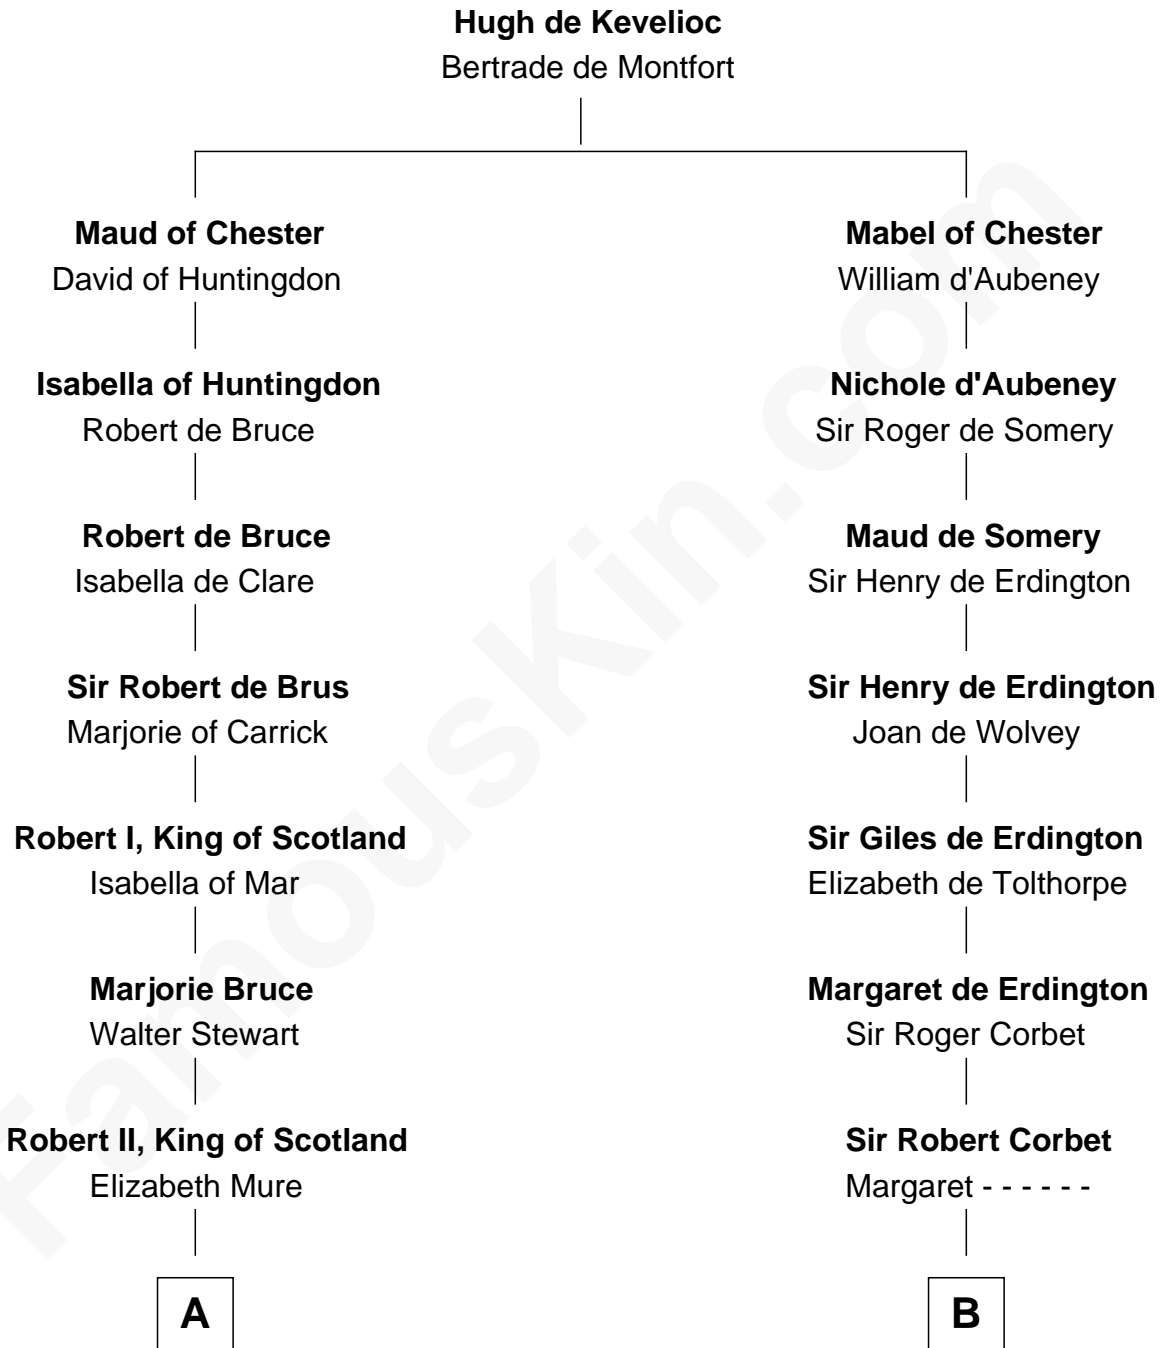 Hugh de Kevelioc
Bertrade de Montfort
Maud of Chester
David of Huntingdon
Mabel of Chester
William d'Aubeney
Isabella of Huntingdon
Robert de Bruce
Nichole d'Aubeney
Sir Roger de Somery
Robert de Bruce
Isabella de Clare
Maud de Somery
Sir Henry de Erdington
Sir Robert de Brus
Marjorie of Carrick
Sir Henry de Erdington
Joan de Wolvey
Robert I, King of Scotland
Isabella of Mar
Sir Giles de Erdington
Elizabeth de Tolthorpe
Marjorie Bruce
Walter Stewart
Margaret de Erdington
Sir Roger Corbet
Robert II, King of Scotland
Elizabeth Mure
Sir Robert Corbet
Margaret - - - - - -
A
B
FamousKin.com